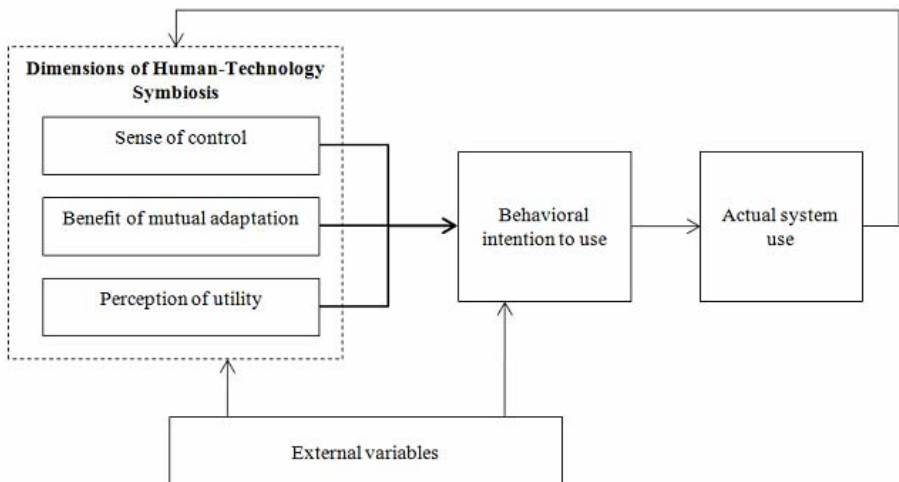 Dimensions of Human-Technology
Symbiosis
Sense of control
Benefit of mutual adaptation
Perception of utility
Behavioral
intention to use
Actual system
use
External variables